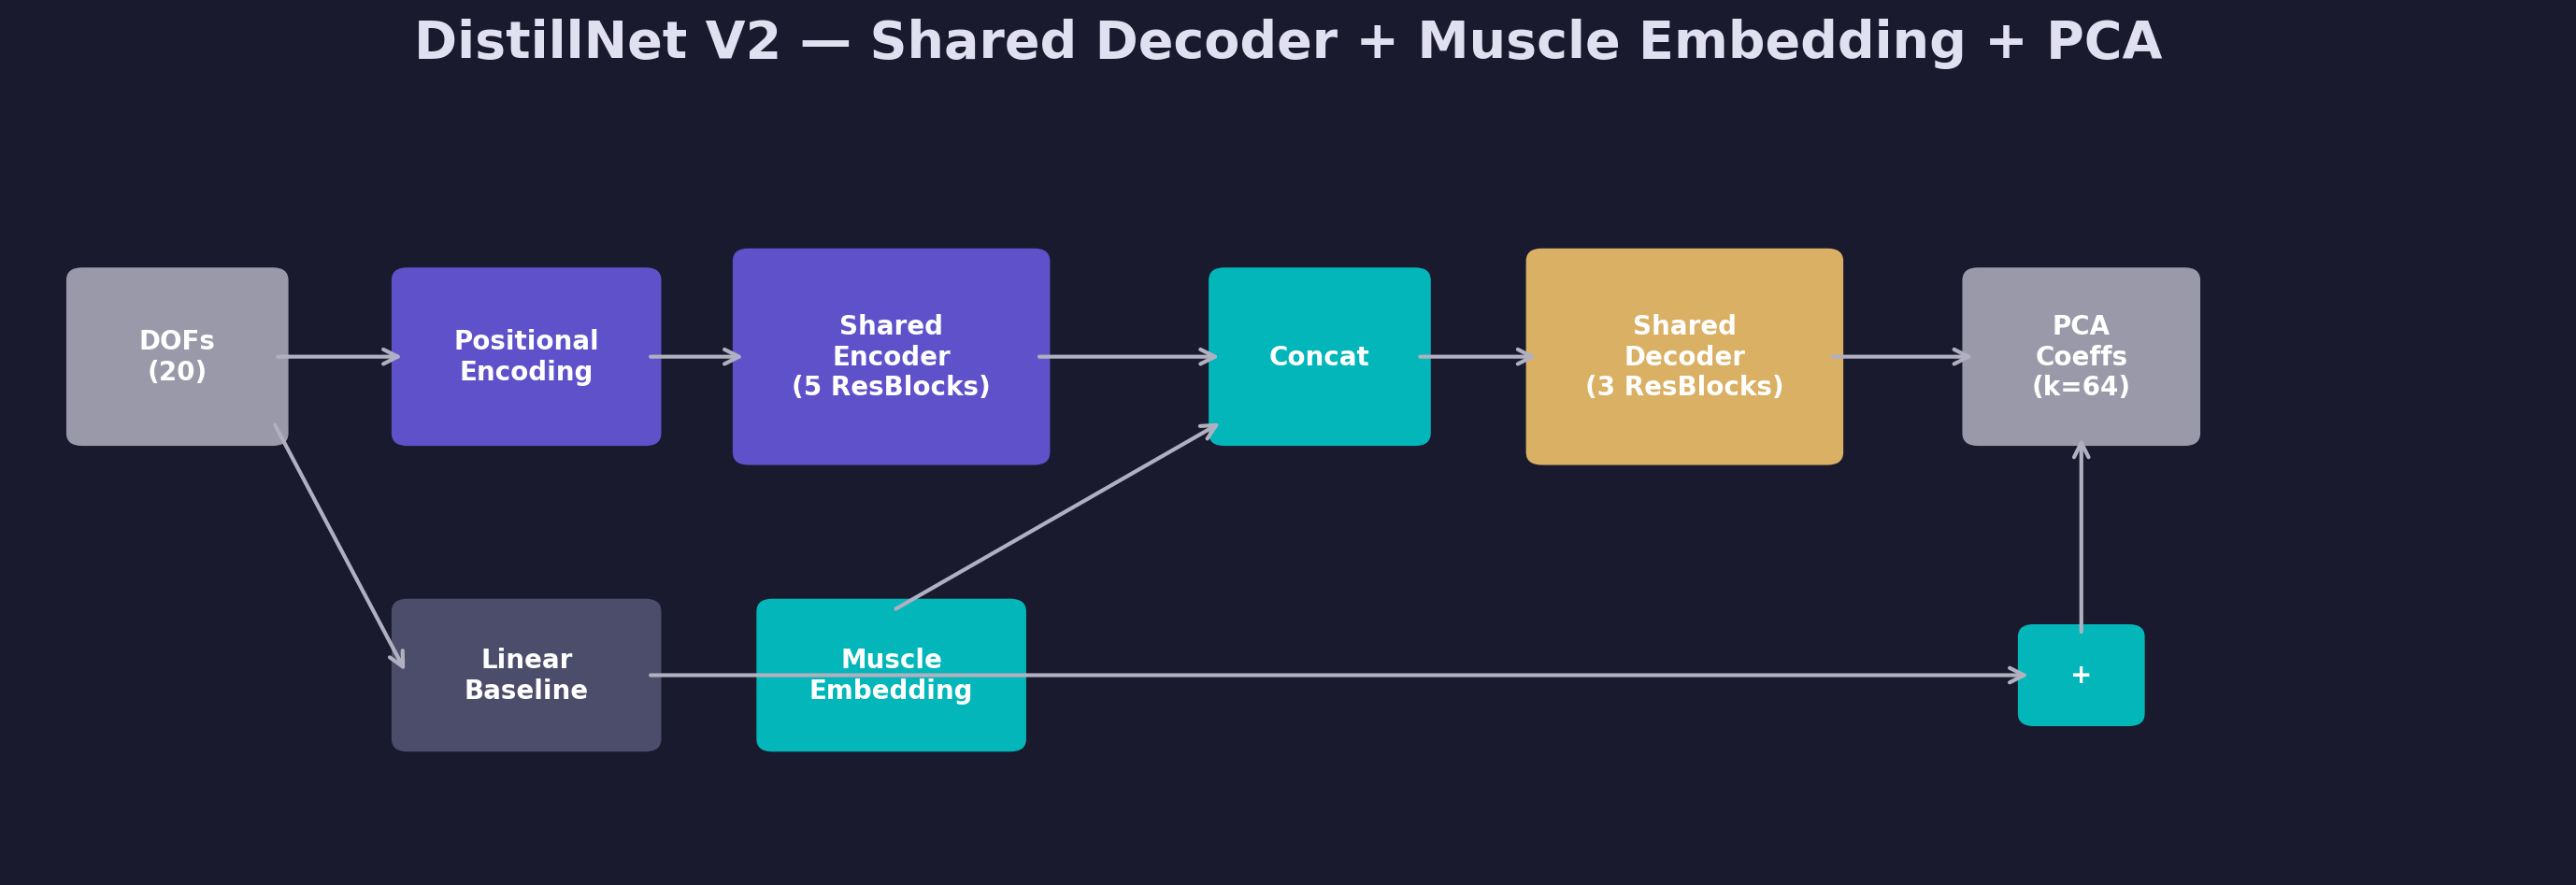 DistillNet V2 — Shared Decoder + Muscle Embedding + PCA
DOFs
(20)
Positional
Encoding
Shared
Encoder
(5 ResBlocks)
Concat
Shared
Decoder
(3 ResBlocks)
PCA
Coeffs
(k=64)
Linear
Baseline
Muscle
Embedding
+